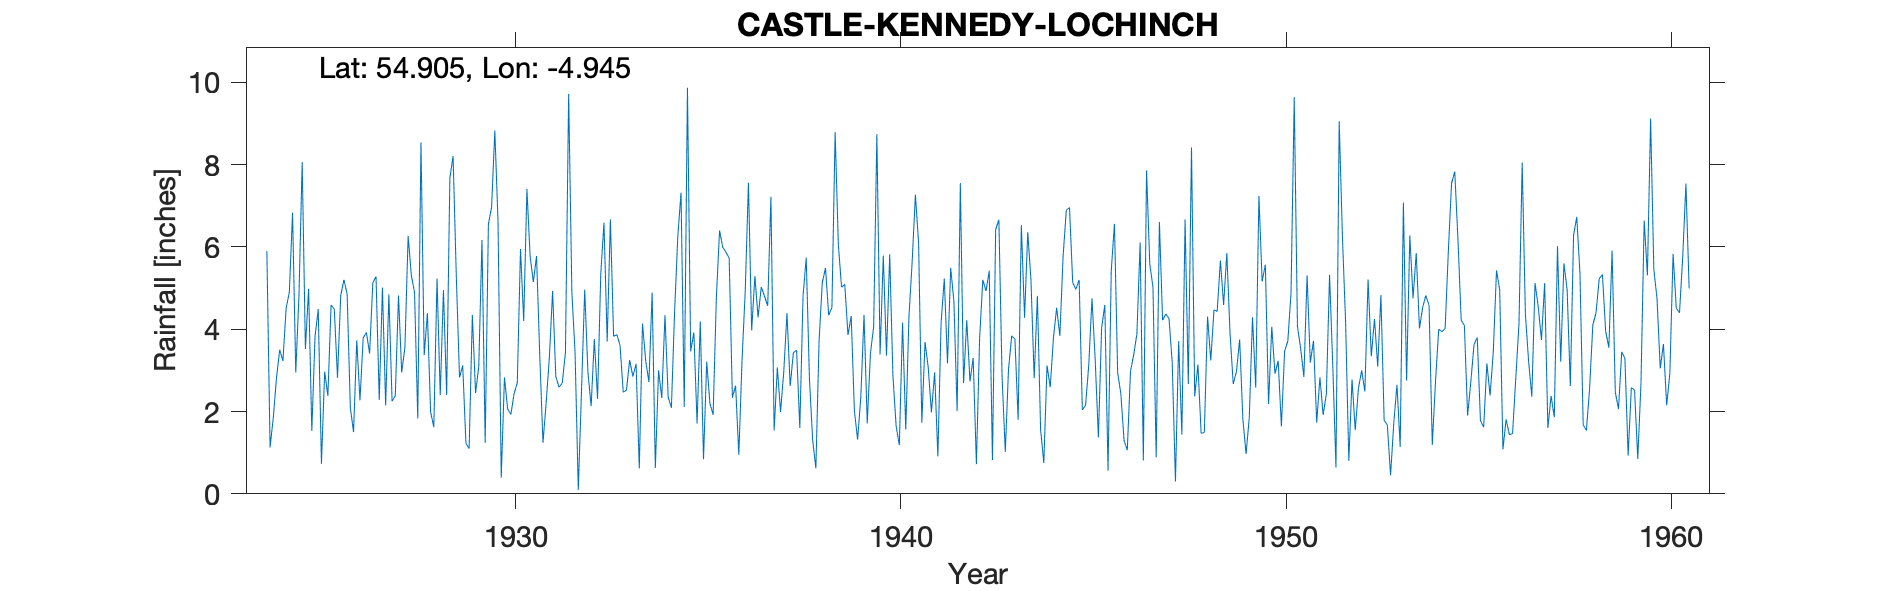 CASTLE-KENNEDY-LOCHINCH
Lat: 54.905, Lon: -4.945
10
8
6
4
2
0
Rainfall [inches]
1930 1940 1950 1960
Year